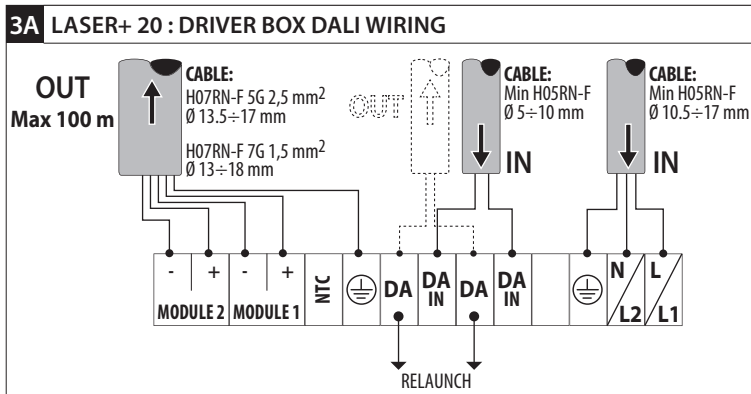 3A LASER+ 20 : DRIVER BOX DALI WIRING
OUT
Max 100 m
CABLE:
H07RN-F 5G 2,5 mm²
Ø 13.5÷17 mm
H07RN-F 7G 1,5 mm²
Ø 13÷18 mm
OUT
CABLE:
Min H05RN-F
Ø 5÷10 mm
IN
CABLE:
Min H05RN-F
Ø 10.5÷17 mm
IN
- + - +
MODULE 2 MODULE 1
NTC
DA
DA IN
DA
DA IN
N L
L2 L1
RELAUNCH